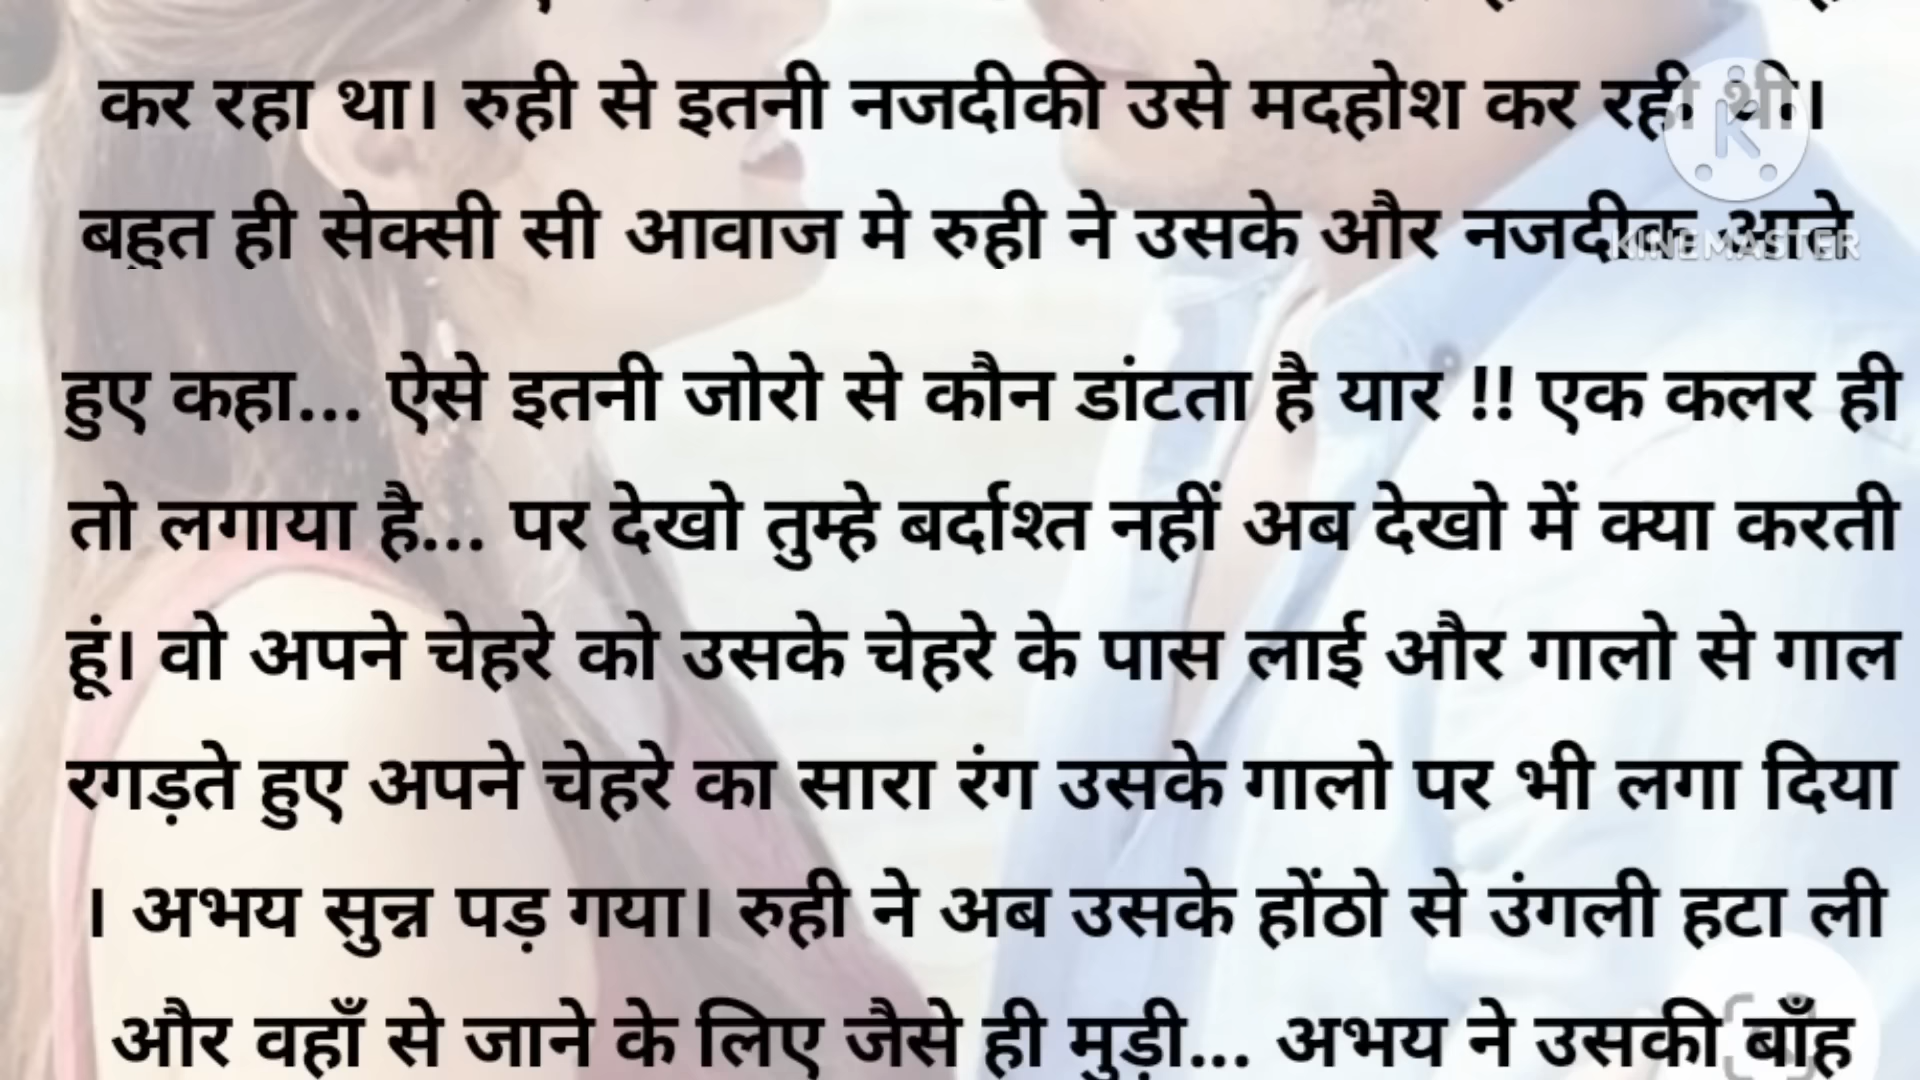 कर रहा था। रुही से इतनी नजदीकी उसे मदहोश कर रही थी।
बहुत ही सेक्सी सी आवाज मे रुही ने उसके और नजदीक आते
KINEMASTER
हुए कहा... ऐसे इतनी जोरो से कौन डांटता है यार !! एक कलर ही
तो लगाया है... पर देखो तुम्हे बर्दाश्त नहीं अब देखो में क्या करती
हूं। वो अपने चेहरे को उसके चेहरे के पास लाई और गालो से गाल
रगड़ते हुए अपने चेहरे का सारा रंग उसके गालो पर भी लगा दिया
। अभय सुन्न पड़ गया। रुही ने अब उसके होंठो से उंगली हटा ली
और वहाँ से जाने के लिए जैसे ही मुड़ी... अभय ने उसकी बाँह